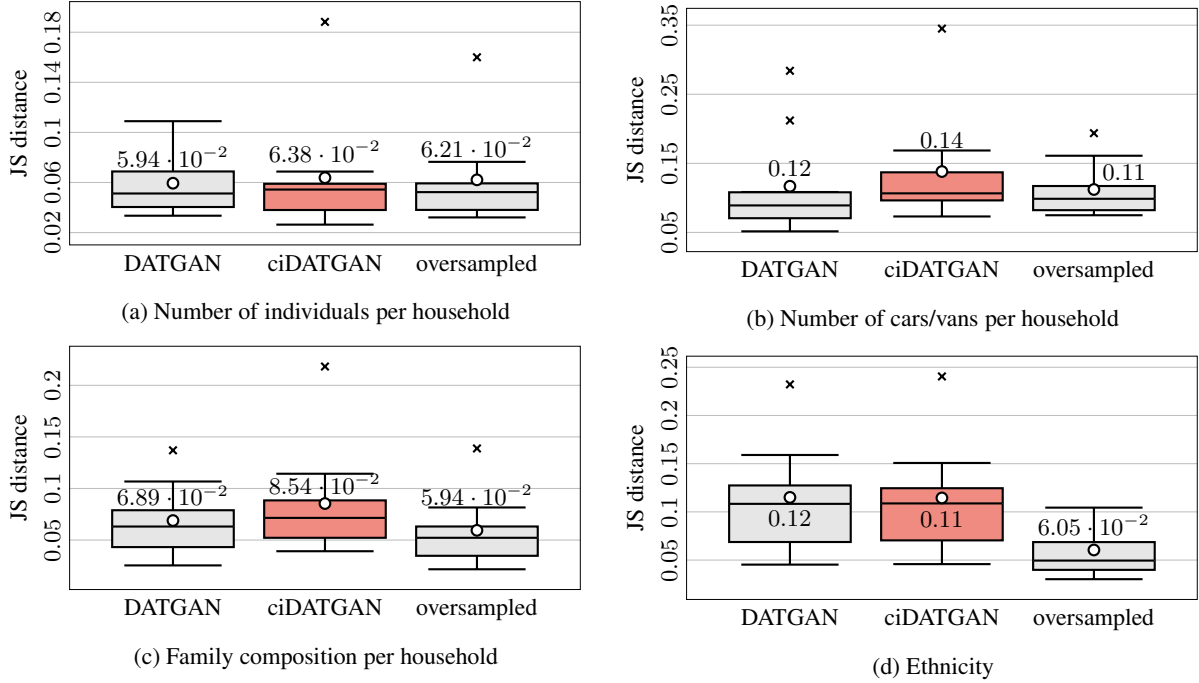 JS distance
0.18
0.14
0.1
0.06
0.02
5.94 · 10⁻²
6.38 · 10⁻²
6.21 · 10⁻²
DATGAN ciDATGAN oversampled
(a) Number of individuals per household
JS distance
0.35
0.25
0.15
0.05
0.12
0.14
0.11
DATGAN ciDATGAN oversampled
(b) Number of cars/vans per household
JS distance
0.2
0.15
0.1
0.05
6.89 · 10⁻²
8.54 · 10⁻²
5.94 · 10⁻²
DATGAN ciDATGAN oversampled
(c) Family composition per household
JS distance
0.25
0.2
0.15
0.1
0.05
0.12
0.11
6.05 · 10⁻²
DATGAN ciDATGAN oversampled
(d) Ethnicity